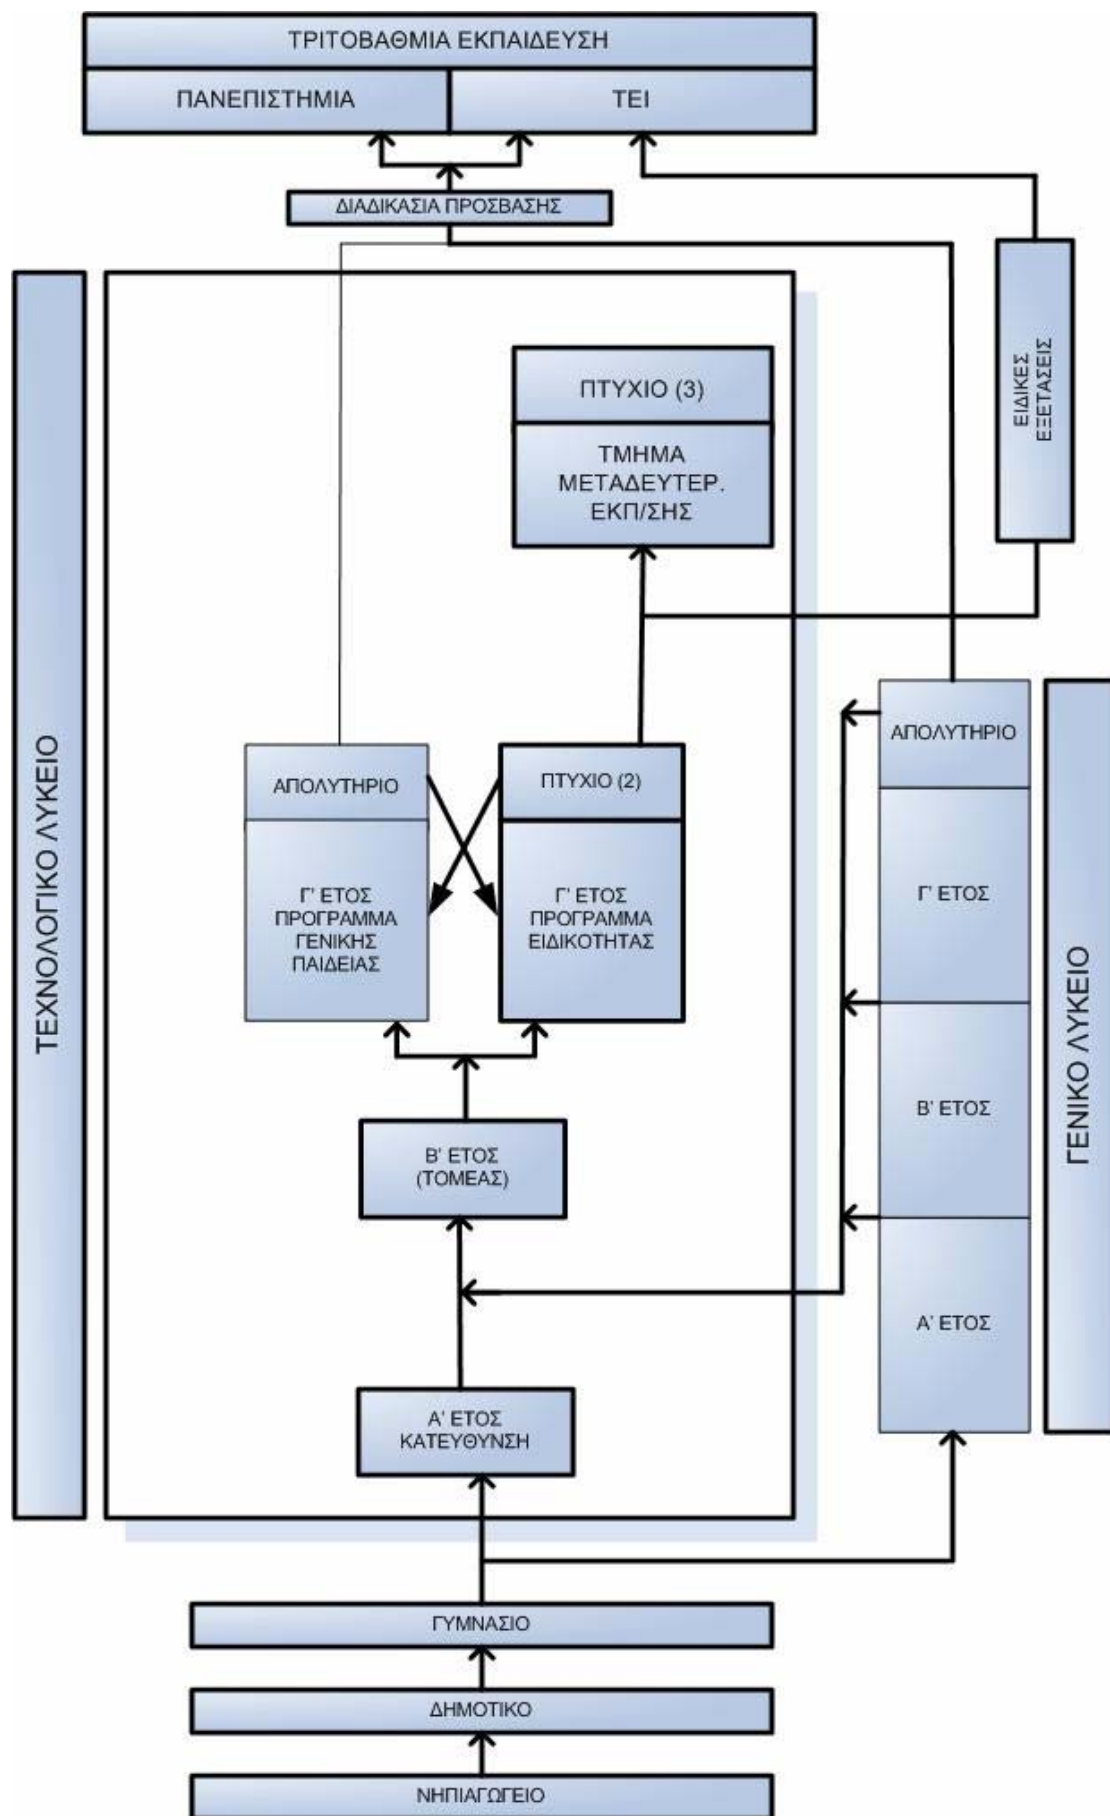 ΤΡΙΤΟΒΑΘΜΙΑ ΕΚΠΑΙΔΕΥΣΗ
ΠΑΝΕΠΙΣΤΗΜΙΑ
ΤΕΙ
ΔΙΑΔΙΚΑΣΙΑ ΠΡΟΣΒΑΣΗΣ
ΕΙΔΙΚΕΣ
ΕΞΕΤΑΣΕΙΣ
ΤΕΧΝΟΛΟΓΙΚΟ ΛΥΚΕΙΟ
ΠΤΥΧΙΟ (3)
ΤΜΗΜΑ
ΜΕΤΑΔΕΥΤΕΡ.
ΕΚΠ/ΣΗΣ
ΑΠΟΛΥΤΗΡΙΟ
Γ' ΕΤΟΣ
ΠΡΟΓΡΑΜΜΑ
ΓΕΝΙΚΗΣ
ΠΑΙΔΕΙΑΣ
ΠΤΥΧΙΟ (2)
Γ' ΕΤΟΣ
ΠΡΟΓΡΑΜΜΑ
ΕΙΔΙΚΟΤΗΤΑΣ
Β' ΕΤΟΣ
(ΤΟΜΕΑΣ)
Α' ΕΤΟΣ
ΚΑΤΕΥΘΥΝΣΗ
ΑΠΟΛΥΤΗΡΙΟ
Γ' ΕΤΟΣ
Β' ΕΤΟΣ
Α' ΕΤΟΣ
ΓΕΝΙΚΟ ΛΥΚΕΙΟ
ΓΥΜΝΑΣΙΟ
ΔΗΜΟΤΙΚΟ
ΝΗΠΙΑΓΩΓΕΙΟ